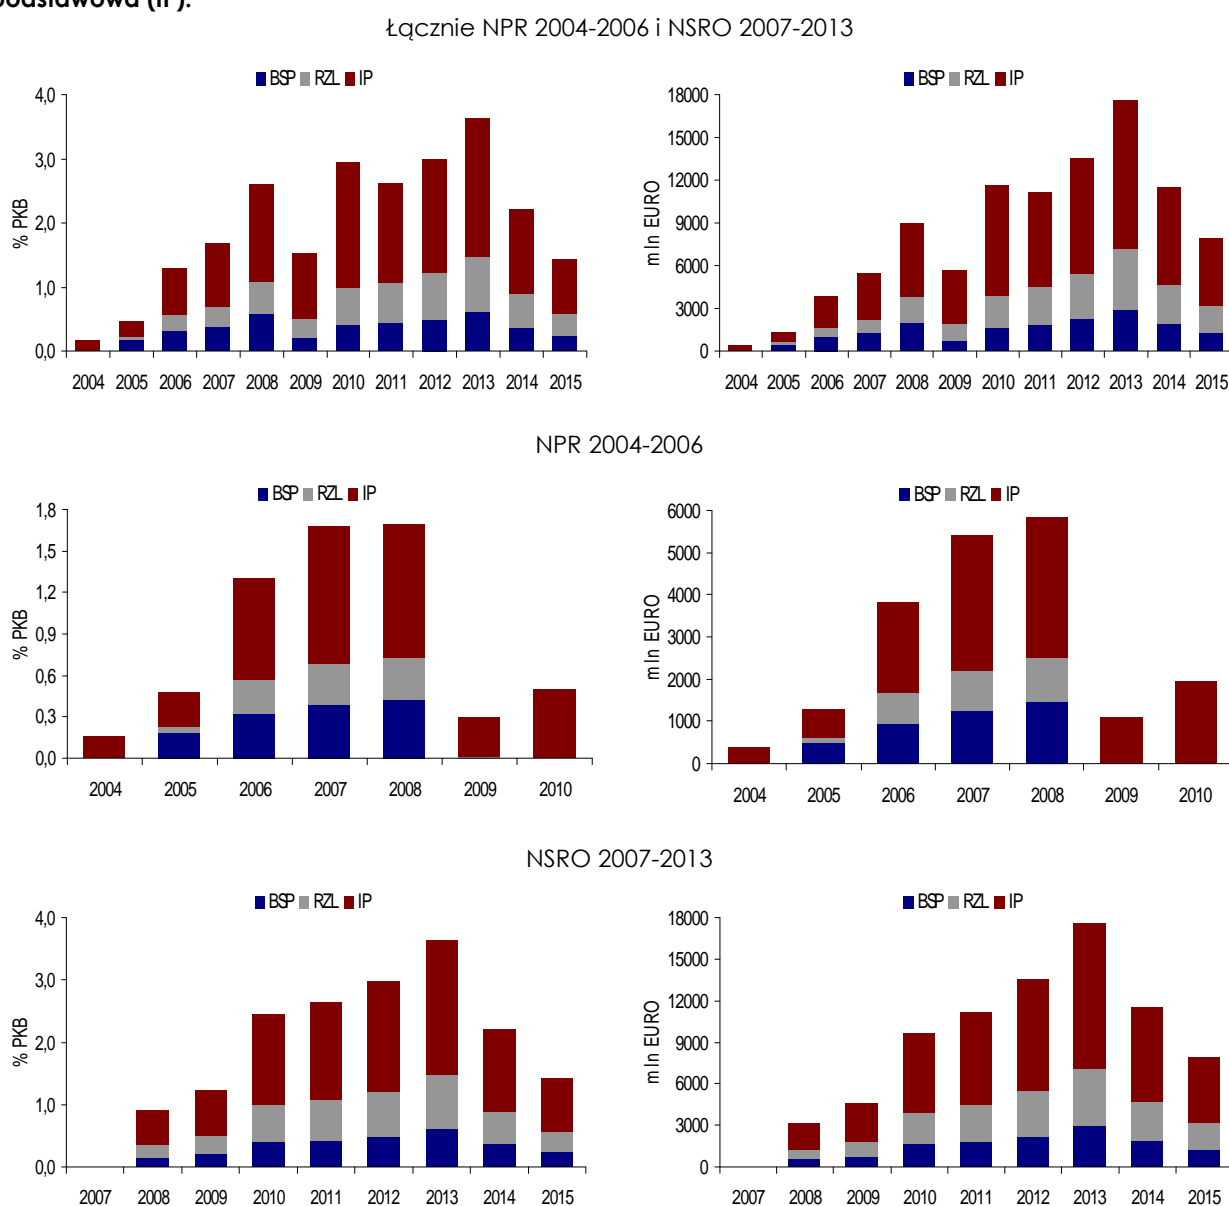 podstawowa (IP).
Łącznie NPR 2004-2006 i NSRO 2007-2013
BSP RZL IP
4,0
3,0
2,0
1,0
0,0
% PKB
2004 2005 2006 2007 2008 2009 2010 2011 2012 2013 2014 2015
BSP RZL IP
18000
15000
12000
9000
6000
3000
0
mln EURO
2004 2005 2006 2007 2008 2009 2010 2011 2012 2013 2014 2015
NPR 2004-2006
BSP RZL IP
1,8
1,5
1,2
0,9
0,6
0,3
0,0
% PKB
2004 2005 2006 2007 2008 2009 2010
BSP RZL IP
6000
5000
4000
3000
2000
1000
0
mln EURO
2004 2005 2006 2007 2008 2009 2010
NSRO 2007-2013
BSP RZL IP
4,0
3,0
2,0
1,0
0,0
% PKB
2007 2008 2009 2010 2011 2012 2013 2014 2015
BSP RZL IP
18000
15000
12000
9000
6000
3000
0
mln EURO
2007 2008 2009 2010 2011 2012 2013 2014 2015